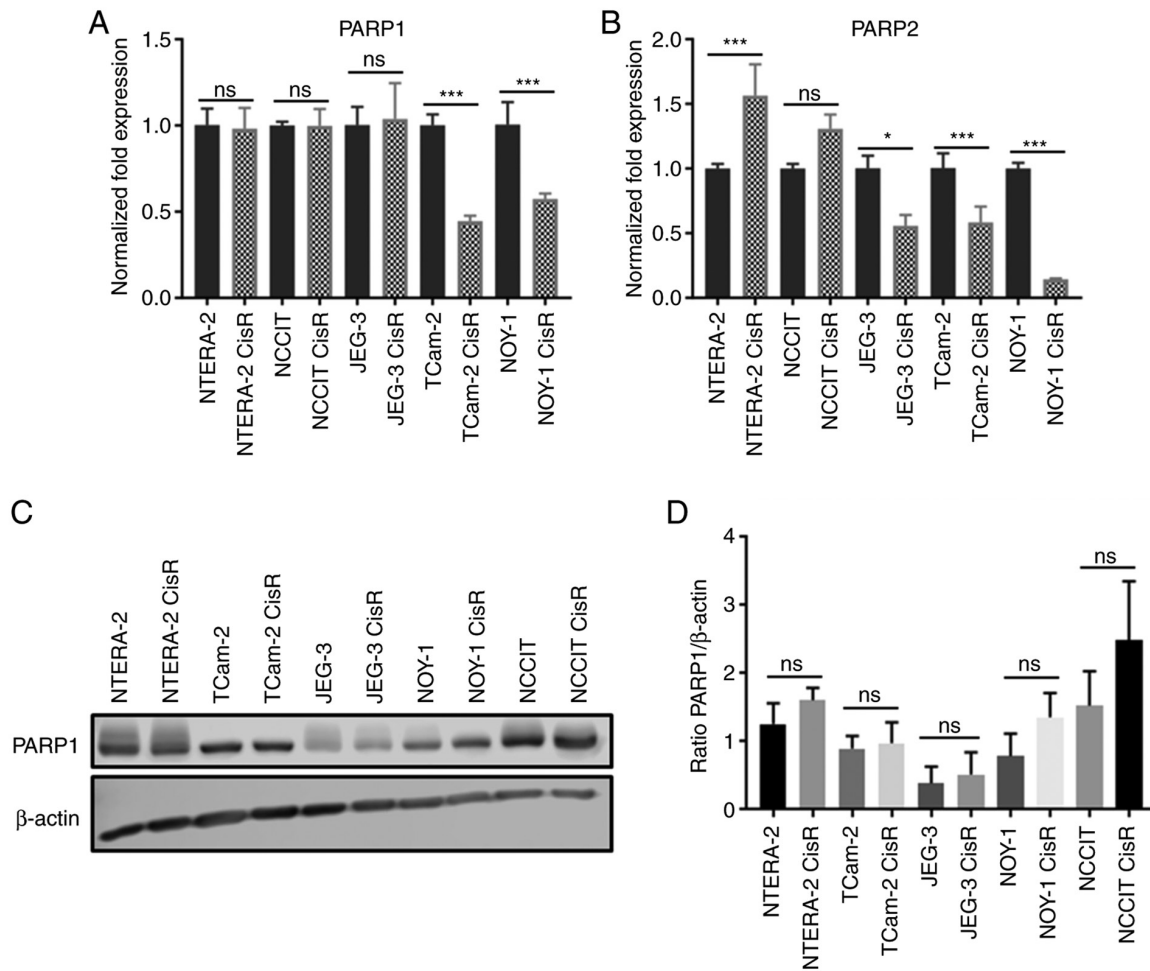 A
PARP1
Normalized fold expression
1.5
1.0
0.5
0.0
ns
ns
ns
***
***
NTERA-2
NTERA-2 CisR
NCCIT
NCCIT CisR
JEG-3
JEG-3 CisR
TCam-2
TCam-2 CisR
NOY-1
NOY-1 CisR
B
PARP2
Normalized fold expression
2.0
1.5
1.0
0.5
0.0
***
ns
*
***
***
NTERA-2
NTERA-2 CisR
NCCIT
NCCIT CisR
JEG-3
JEG-3 CisR
TCam-2
TCam-2 CisR
NOY-1
NOY-1 CisR
C
NTERA-2
NTERA-2 CisR
TCam-2
TCam-2 CisR
JEG-3
JEG-3 CisR
NOY-1
NOY-1 CisR
NCCIT
NCCIT CisR
PARP1
β-actin
D
Ratio PARP1/β-actin
4
3
2
1
0
ns
ns
ns
ns
ns
NTERA-2
NTERA-2 CisR
TCam-2
TCam-2 CisR
JEG-3
JEG-3 CisR
NOY-1
NOY-1 CisR
NCCIT
NCCIT CisR